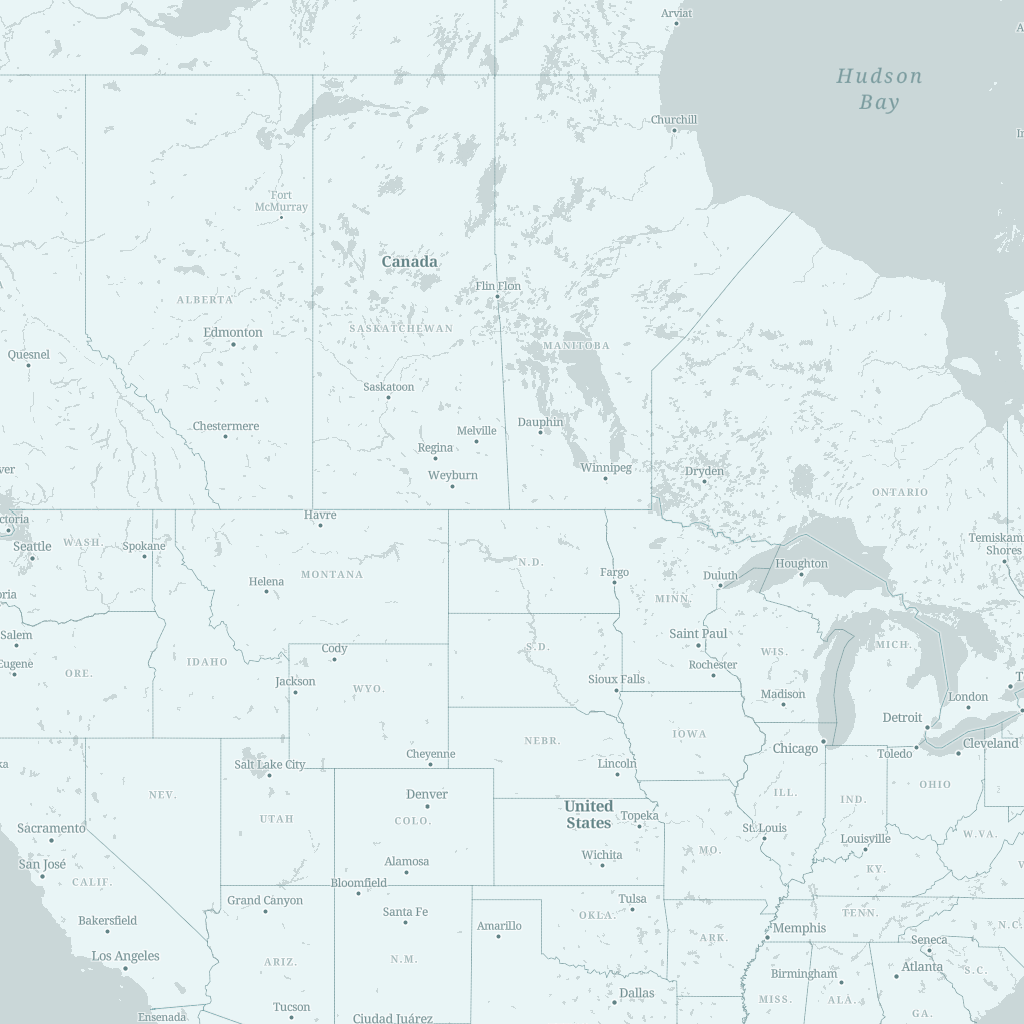 Arviat
Hudson
Bay
Churchill
Fort
McMurray
Canada
Flin Flon
ALBERTA
SASKATCHEWAN
Edmonton
MANITOBA
Quesnel
Saskatoon
Chestermere
Melville
Dauphin
Regina
Winnipeg
Dryden
Weyburn
ONTARIO
Havre
Seattle
WASH.
Spokane
Temiskam
Shores
N.D.
Houghton
Helena
MONTANA
Fargo
Duluth
MINN.
Salem
Saint Paul
Eugene
ORE.
IDAHO
Cody
S.D.
WIS.
MICH.
Rochester
Jackson
WYO.
Sioux Falls
Madison
London
Detroit
IOWA
NEBR.
Chicago
Toledo
Cleveland
Cheyenne
Salt Lake City
Lincoln
OHIO
NEV.
Denver
ILL.
IND.
United
States
Topeka
UTAH
COLO.
Sacramento
St. Louis
Louisville
W.VA.
MO.
San José
Alamosa
Wichita
KY.
CALIF.
Bloomfield
Grand Canyon
Tulsa
Santa Fe
OKLA.
TENN.
Bakersfield
Amarillo
Memphis
N.C.
ARK.
Seneca
Los Angeles
ARIZ.
N.M.
Birmingham
Atlanta
S.C.
Dallas
MISS.
ALA.
Tucson
GA.
Ensenada
Ciudad Juárez